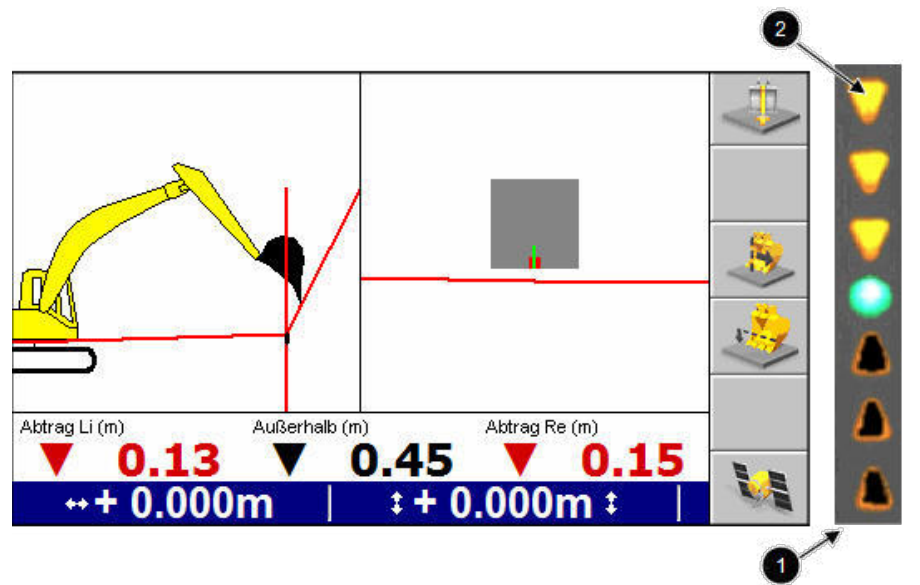 2
Abtrag Li (m) Außerhalb (m) Abtrag Re (m)
0.13 0.45 0.15
+ 0.000m + 0.000m
1